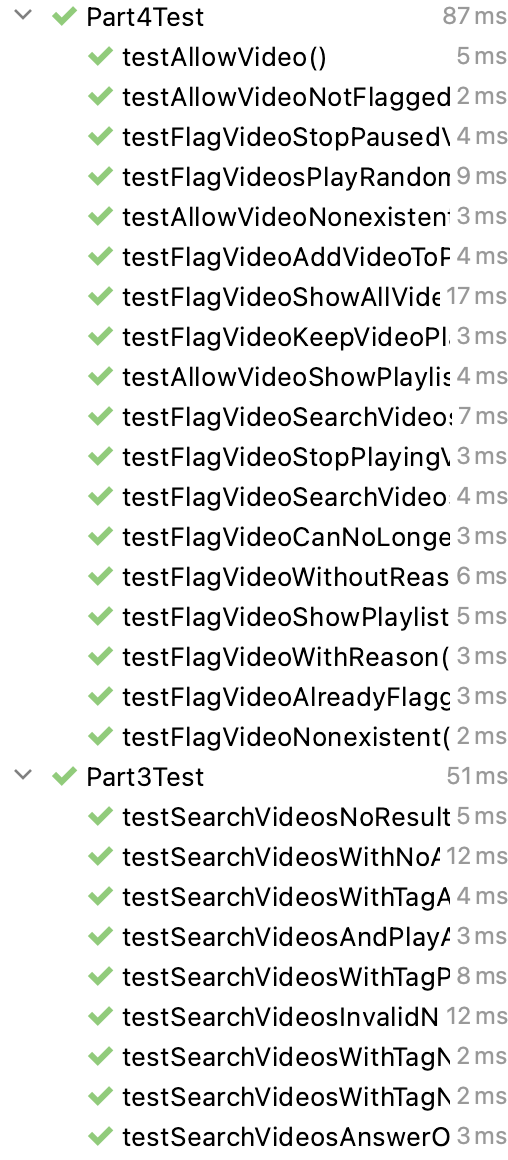 Part4Test 87 ms
testAllowVideo() 5 ms
testAllowVideoNotFlagged 2 ms
testFlagVideoStopPausedV 4 ms
testFlagVideosPlayRandom 9 ms
testAllowVideoNonexistent 3 ms
testFlagVideoAddVideoToP 4 ms
testFlagVideoShowAllVide 17 ms
testFlagVideoKeepVideoPl 3 ms
testAllowVideoShowPlaylis 4 ms
testFlagVideoSearchVideos 7 ms
testFlagVideoStopPlayingV 3 ms
testFlagVideoSearchVideo 4 ms
testFlagVideoCanNoLonge 3 ms
testFlagVideoWithoutReas 6 ms
testFlagVideoShowPlaylist 5 ms
testFlagVideoWithReason( 3 ms
testFlagVideoAlreadyFlagg 3 ms
testFlagVideoNonexistent( 2 ms
Part3Test 51 ms
testSearchVideosNoResult 5 ms
testSearchVideosWithNoA 12 ms
testSearchVideosWithTagA 4 ms
testSearchVideosAndPlayA 3 ms
testSearchVideosWithTagP 8 ms
testSearchVideosInvalidN 12 ms
testSearchVideosWithTagN 2 ms
testSearchVideosWithTagN 2 ms
testSearchVideosAnswerO 3 ms